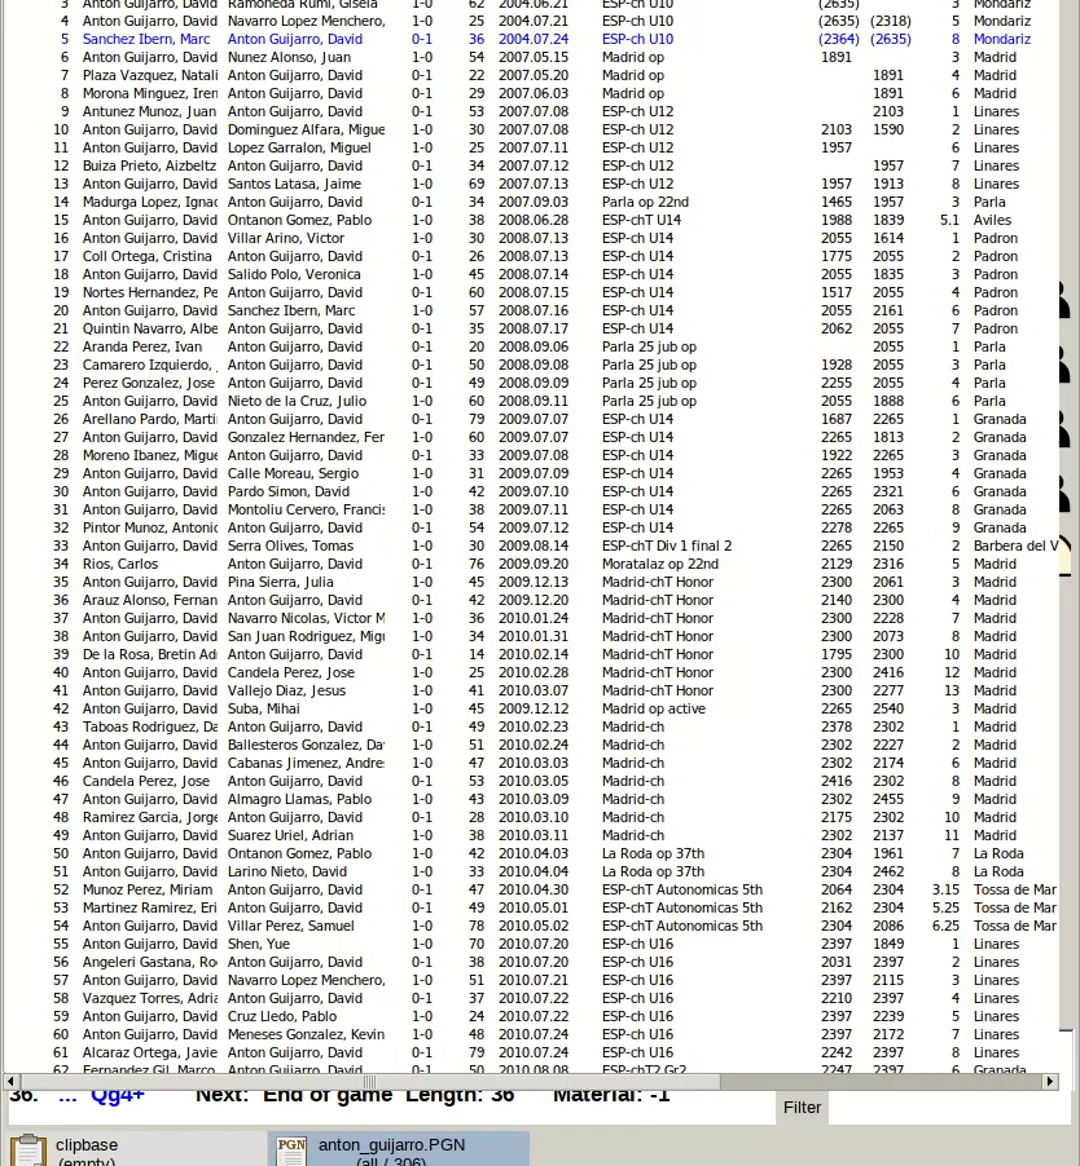 3 Anton Guijarro, David Ramoneda Rumi, Gisela 1-0 62 2004.06.21 ESP-ch U10 (2635) 3 Mondariz
4 Anton Guijarro, David Navarro Lopez Menchero, 1-0 25 2004.07.21 ESP-ch U10 (2635) (2318) 5 Mondariz
5 Sanchez Ibern, Marc Anton Guijarro, David 0-1 36 2004.07.24 ESP-ch U10 (2364) (2635) 8 Mondariz
6 Anton Guijarro, David Nunez Alonso, Juan 1-0 54 2007.05.15 Madrid op 1891 3 Madrid
7 Plaza Vazquez, Natali Anton Guijarro, David 0-1 22 2007.05.20 Madrid op 1891 4 Madrid
8 Morona Minguez, Iren Anton Guijarro, David 0-1 29 2007.06.03 Madrid op 1891 6 Madrid
9 Antunez Munoz, Juan Anton Guijarro, David 0-1 53 2007.07.08 ESP-ch U12 2103 1 Linares
10 Anton Guijarro, David Dominguez Alfara, Migue 1-0 30 2007.07.08 ESP-ch U12 2103 1590 2 Linares
11 Anton Guijarro, David Lopez Garralon, Miguel 1-0 25 2007.07.11 ESP-ch U12 1957 6 Linares
12 Buiza Prieto, Aizbeltz Anton Guijarro, David 0-1 34 2007.07.12 ESP-ch U12 1957 7 Linares
13 Anton Guijarro, David Santos Latasa, Jaime 1-0 69 2007.07.13 ESP-ch U12 1957 1913 8 Linares
14 Madurga Lopez, Ignac Anton Guijarro, David 0-1 34 2007.09.03 Parla op 22nd 1465 1957 3 Parla
15 Anton Guijarro, David Ontanon Gomez, Pablo 1-0 38 2008.06.28 ESP-chT U14 1988 1839 5.1 Aviles
16 Anton Guijarro, David Villar Arino, Victor 1-0 30 2008.07.13 ESP-ch U14 2055 1614 1 Padron
17 Coll Ortega, Cristina Anton Guijarro, David 0-1 26 2008.07.13 ESP-ch U14 1775 2055 2 Padron
18 Anton Guijarro, David Salido Polo, Veronica 1-0 45 2008.07.14 ESP-ch U14 2055 1835 3 Padron
19 Nortes Hernandez, Pe Anton Guijarro, David 0-1 60 2008.07.15 ESP-ch U14 1517 2055 4 Padron
20 Anton Guijarro, David Sanchez Ibern, Marc 1-0 57 2008.07.16 ESP-ch U14 2055 2161 6 Padron
21 Quintin Navarro, Albe Anton Guijarro, David 0-1 35 2008.07.17 ESP-ch U14 2062 2055 7 Padron
22 Aranda Perez, Ivan Anton Guijarro, David 0-1 20 2008.09.06 Parla 25 jub op 2055 1 Parla
23 Camarero Izquierdo, Anton Guijarro, David 0-1 50 2008.09.08 Parla 25 jub op 1928 2055 3 Parla
24 Perez Gonzalez, Jose Anton Guijarro, David 0-1 49 2008.09.09 Parla 25 jub op 2255 2055 4 Parla
25 Anton Guijarro, David Nieto de la Cruz, Julio 1-0 60 2008.09.11 Parla 25 jub op 2055 1888 6 Parla
26 Arellano Pardo, Marti Anton Guijarro, David 0-1 79 2009.07.07 ESP-ch U14 1687 2265 1 Granada
27 Anton Guijarro, David Gonzalez Hernandez, Fer 1-0 60 2009.07.07 ESP-ch U14 2265 1813 2 Granada
28 Moreno Ibanez, Migue Anton Guijarro, David 0-1 33 2009.07.08 ESP-ch U14 1922 2265 3 Granada
29 Anton Guijarro, David Calle Moreau, Sergio 1-0 31 2009.07.09 ESP-ch U14 2265 1953 4 Granada
30 Anton Guijarro, David Pardo Simon, David 1-0 42 2009.07.10 ESP-ch U14 2265 2321 6 Granada
31 Anton Guijarro, David Montoliu Cervero, Francis 1-0 38 2009.07.11 ESP-ch U14 2265 2063 8 Granada
32 Pintor Munoz, Antonic Anton Guijarro, David 0-1 54 2009.07.12 ESP-ch U14 2278 2265 9 Granada
33 Anton Guijarro, David Serra Olives, Tomas 1-0 30 2009.08.14 ESP-chT Div 1 final 2 2265 2150 2 Barbera del V
34 Rios, Carlos Anton Guijarro, David 0-1 76 2009.09.20 Moratalaz op 22nd 2129 2316 5 Madrid
35 Anton Guijarro, David Pina Sierra, Julia 1-0 45 2009.12.13 Madrid-chT Honor 2300 2061 3 Madrid
36 Arauz Alonso, Fernan Anton Guijarro, David 0-1 42 2009.12.20 Madrid-chT Honor 2140 2300 4 Madrid
37 Anton Guijarro, David Navarro Nicolas, Victor M 1-0 36 2010.01.24 Madrid-chT Honor 2300 2228 7 Madrid
38 Anton Guijarro, David San Juan Rodriguez, Migu 1-0 34 2010.01.31 Madrid-chT Honor 2300 2073 8 Madrid
39 De la Rosa, Bretin Ad Anton Guijarro, David 0-1 14 2010.02.14 Madrid-chT Honor 1795 2300 10 Madrid
40 Anton Guijarro, David Candela Perez, Jose 1-0 25 2010.02.28 Madrid-chT Honor 2300 2416 12 Madrid
41 Anton Guijarro, David Vallejo Diaz, Jesus 1-0 41 2010.03.07 Madrid-chT Honor 2300 2277 13 Madrid
42 Anton Guijarro, David Suba, Mihai 1-0 45 2009.12.12 Madrid op active 2265 2540 3 Madrid
43 Taboas Rodriguez, Da Anton Guijarro, David 0-1 49 2010.02.23 Madrid-ch 2378 2302 1 Madrid
44 Anton Guijarro, David Ballesteros Gonzalez, Da 1-0 51 2010.02.24 Madrid-ch 2302 2227 2 Madrid
45 Anton Guijarro, David Cabanas Jimenez, Andre 1-0 47 2010.03.03 Madrid-ch 2302 2174 6 Madrid
46 Candela Perez, Jose Anton Guijarro, David 0-1 53 2010.03.05 Madrid-ch 2416 2302 8 Madrid
47 Anton Guijarro, David Almagro Llamas, Pablo 1-0 43 2010.03.09 Madrid-ch 2302 2455 9 Madrid
48 Ramirez Garcia, Jorge Anton Guijarro, David 0-1 28 2010.03.10 Madrid-ch 2175 2302 10 Madrid
49 Anton Guijarro, David Suarez Uriel, Adrian 1-0 38 2010.03.11 Madrid-ch 2302 2137 11 Madrid
50 Anton Guijarro, David Ontanon Gomez, Pablo 1-0 42 2010.04.03 La Roda op 37th 2304 1961 7 La Roda
51 Anton Guijarro, David Larino Nieto, David 1-0 33 2010.04.04 La Roda op 37th 2304 2462 8 La Roda
52 Munoz Perez, Miriam Anton Guijarro, David 0-1 47 2010.04.30 ESP-chT Autonomicas 5th 2064 2304 3.15 Tossa de Mar
53 Martinez Ramirez, Eri Anton Guijarro, David 0-1 49 2010.05.01 ESP-chT Autonomicas 5th 2162 2304 5.25 Tossa de Mar
54 Anton Guijarro, David Villar Perez, Samuel 1-0 78 2010.05.02 ESP-chT Autonomicas 5th 2304 2086 6.25 Tossa de Mar
55 Anton Guijarro, David Shen, Yue 1-0 70 2010.07.20 ESP-ch U16 2397 1849 1 Linares
56 Angeleri Gastana, Ro Anton Guijarro, David 0-1 38 2010.07.20 ESP-ch U16 2031 2397 2 Linares
57 Anton Guijarro, David Navarro Lopez Menchero, 1-0 51 2010.07.21 ESP-ch U16 2397 2115 3 Linares
58 Vazquez Torres, Adria Anton Guijarro, David 0-1 37 2010.07.22 ESP-ch U16 2210 2397 4 Linares
59 Anton Guijarro, David Cruz Lledo, Pablo 1-0 24 2010.07.22 ESP-ch U16 2397 2239 5 Linares
60 Anton Guijarro, David Meneses Gonzalez, Kevin 1-0 48 2010.07.24 ESP-ch U16 2397 2172 7 Linares
61 Alcaraz Ortega, Javie Anton Guijarro, David 0-1 79 2010.07.24 ESP-ch U16 2242 2397 8 Linares
62 Fernandez Gil, Marco Anton Guijarro, David 0-1 50 2010.08.08 ESP-chT2 Gr2 2247 2397 6 Granada
36. ... Qg4+ Next: End of game Length: 36 Material: -1
Filter
clipbase
(empty)
PGN
anton_guijarro.PGN
(all / 306)